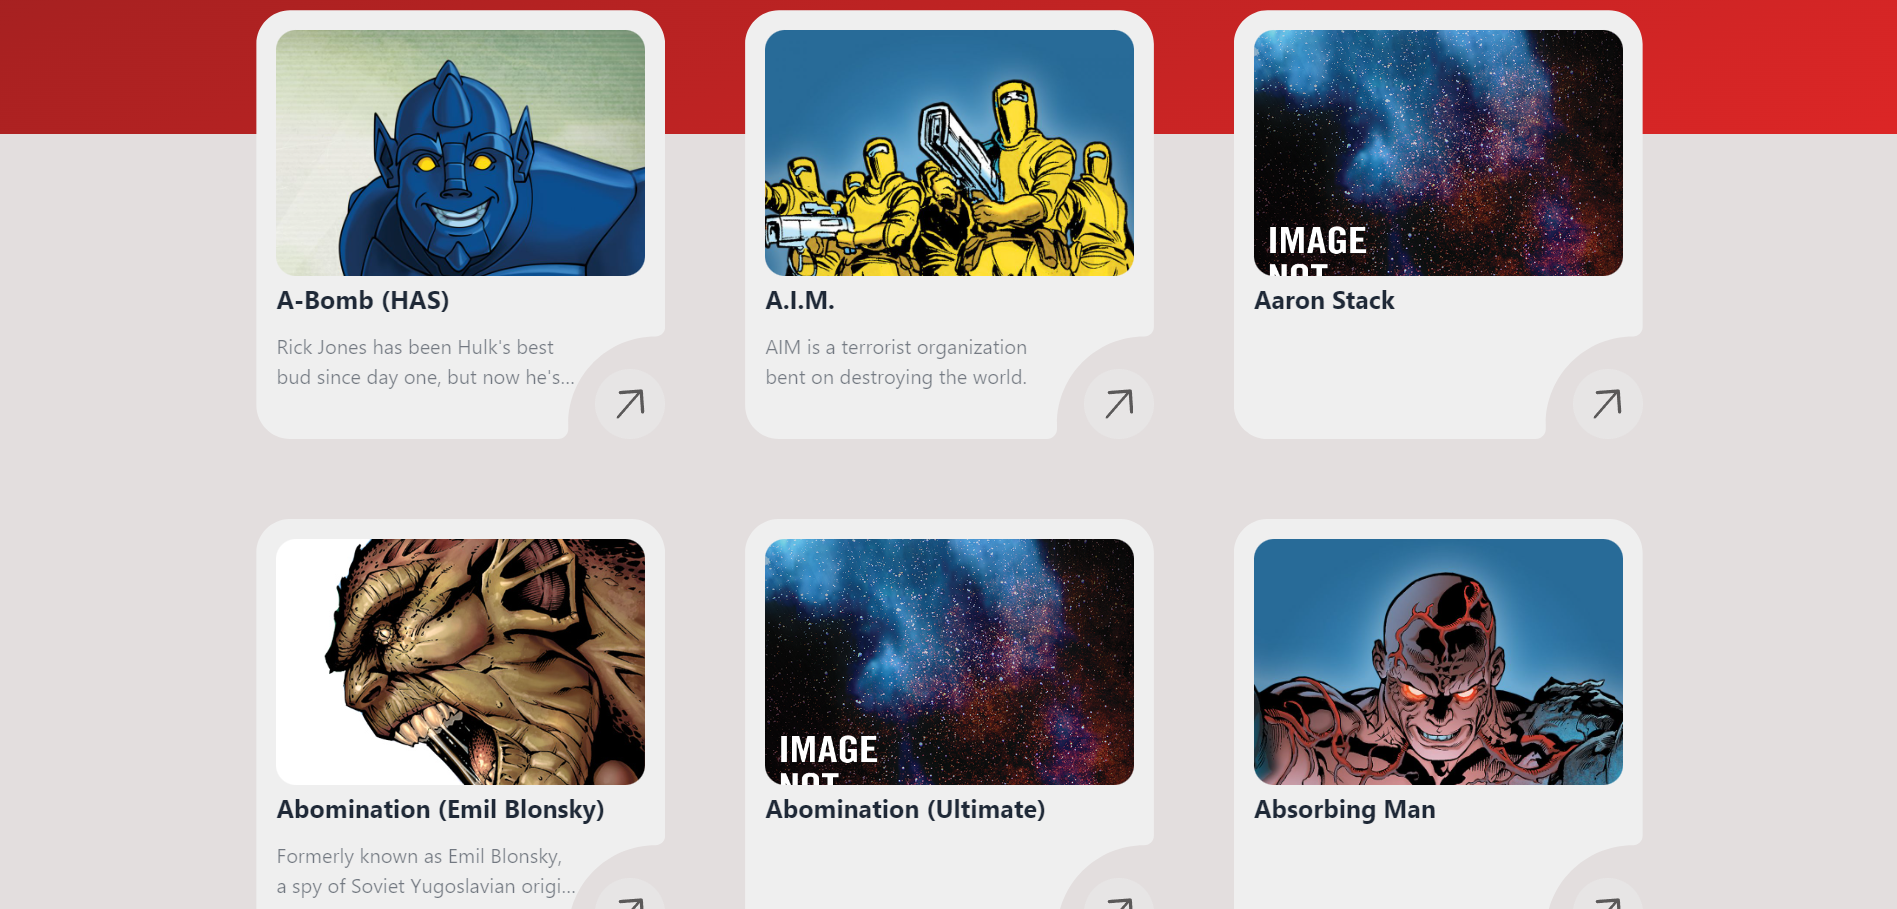 IMAGE
NOT
A-Bomb (HAS)
A.I.M.
Aaron Stack
Rick Jones has been Hulk's best
bud since day one, but now he's...
AIM is a terrorist organization
bent on destroying the world.
IMAGE
NOT
Abomination (Emil Blonsky)
Abomination (Ultimate)
Absorbing Man
Formerly known as Emil Blonsky,
a spy of Soviet Yugoslavian origi...